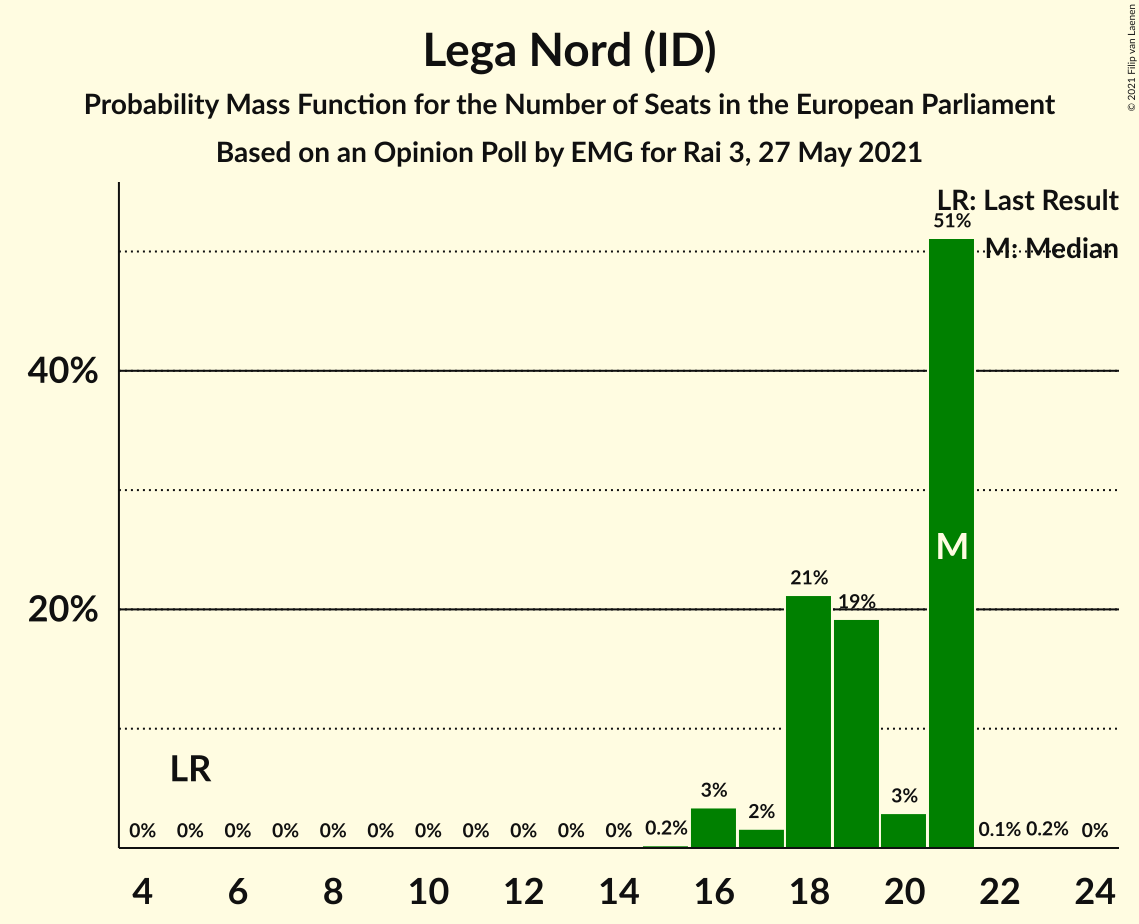 Lega Nord (ID)
Probability Mass Function for the Number of Seats in the European Parliament
Based on an Opinion Poll by EMG for Rai 3, 27 May 2021
© 2021 Filip van Laenen
LR: Last Result
51%
M: Median
40%
M
21%
19%
20%
LR
3%
2%
3%
0% 0% 0% 0% 0% 0% 0% 0% 0% 0% 0% 0.2% 0.1% 0.2% 0%
4 6 8 10 12 14 16 18 20 22 24